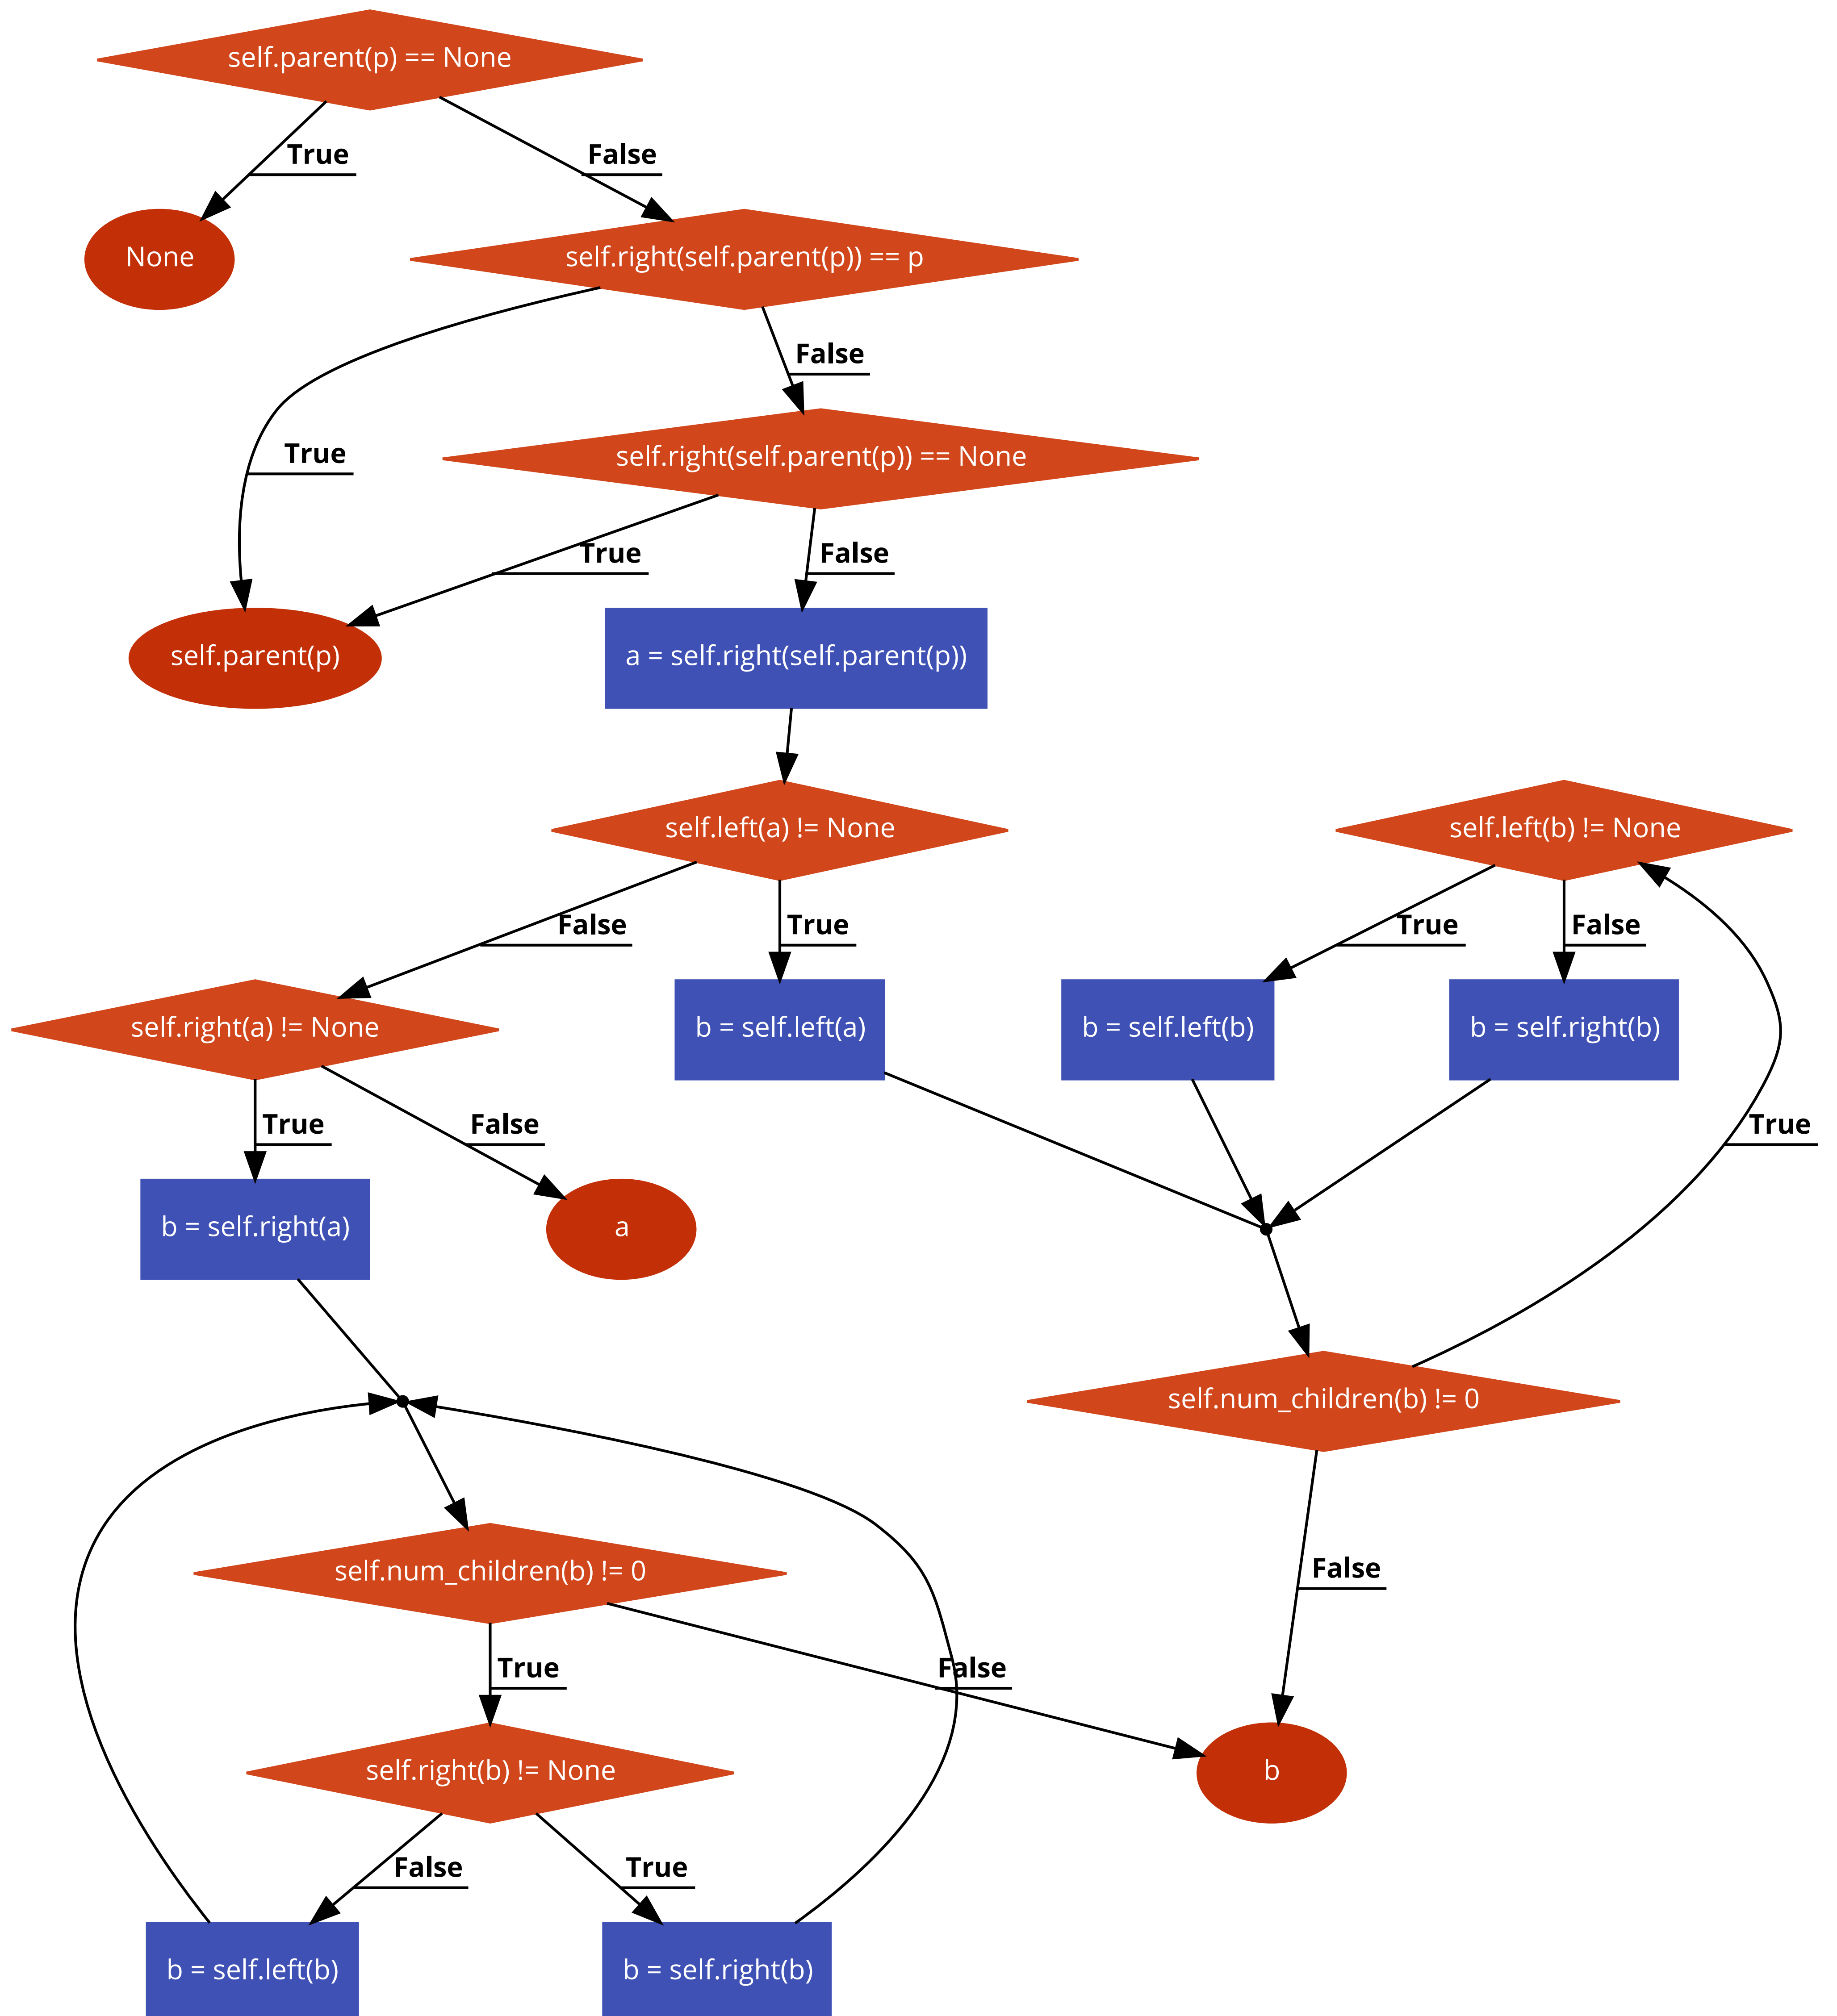 self.parent(p) == None
True
False
None
self.right(self.parent(p)) == p
False
True
self.right(self.parent(p)) == None
True
False
self.parent(p)
a = self.right(self.parent(p))
self.left(a) != None
self.left(b) != None
False
True
True
False
self.right(a) != None
b = self.left(a)
b = self.left(b)
b = self.right(b)
True
False
True
b = self.right(a)
a
self.num_children(b) != 0
self.num_children(b) != 0
False
True
False
self.right(b) != None
b
False
True
b = self.left(b)
b = self.right(b)